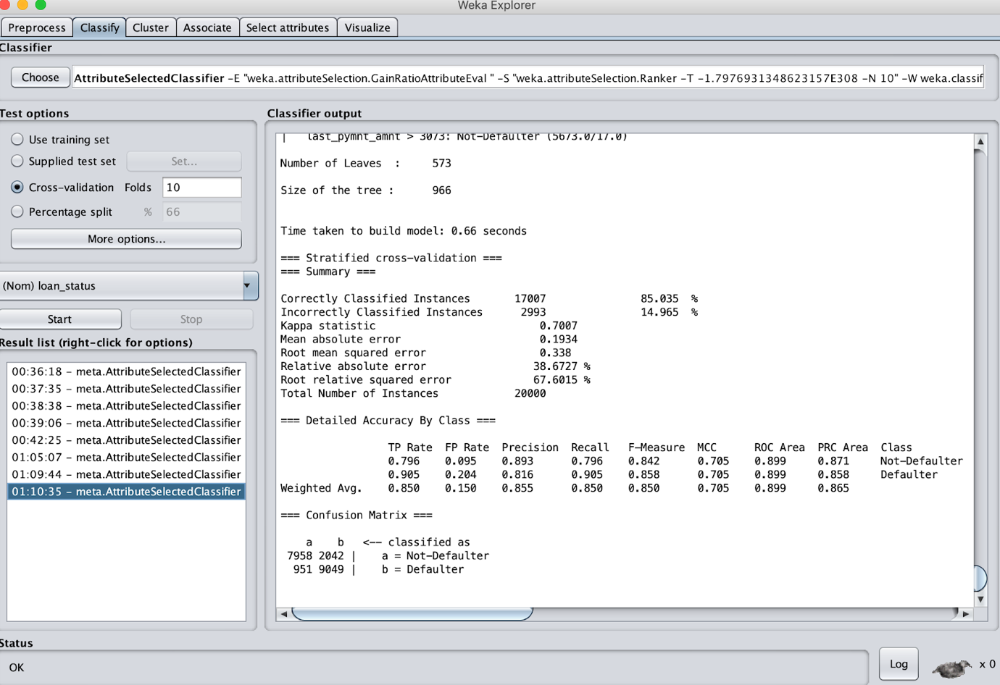 Weka Explorer
Preprocess Classify Cluster Associate Select attributes Visualize
Classifier
Choose AttributeSelectedClassifier -E "weka.attributeSelection.GainRatioAttributeEval " -S "weka.attributeSelection.Ranker -T -1.7976931348623157E308 -N 10" -W weka.classif
Test options
Use training set
Supplied test set Set...
Cross-validation Folds 10
Percentage split % 66
More options...
(Nom) loan_status
Start Stop
Result list (right-click for options)
00:36:18 - meta.AttributeSelectedClassifier
00:37:35 - meta.AttributeSelectedClassifier
00:38:38 - meta.AttributeSelectedClassifier
00:39:06 - meta.AttributeSelectedClassifier
00:42:25 - meta.AttributeSelectedClassifier
01:05:07 - meta.AttributeSelectedClassifier
01:09:44 - meta.AttributeSelectedClassifier
01:10:35 - meta.AttributeSelectedClassifier
Classifier output
| last_pymnt_amnt > 3073: Not-Defaulter (5673.0/17.0)
Number of Leaves : 573
Size of the tree : 966
Time taken to build model: 0.66 seconds
=== Stratified cross-validation ===
=== Summary ===
Correctly Classified Instances 17007 85.035 %
Incorrectly Classified Instances 2993 14.965 %
Kappa statistic 0.7007
Mean absolute error 0.1934
Root mean squared error 0.338
Relative absolute error 38.6727 %
Root relative squared error 67.6015 %
Total Number of Instances 20000
=== Detailed Accuracy By Class ===
TP Rate FP Rate Precision Recall F-Measure MCC ROC Area PRC Area Class
0.796 0.095 0.893 0.796 0.842 0.705 0.899 0.871 Not-Defaulter
0.905 0.204 0.816 0.905 0.858 0.705 0.899 0.858 Defaulter
Weighted Avg. 0.850 0.150 0.855 0.850 0.850 0.705 0.899 0.865
=== Confusion Matrix ===
a b <-- classified as
7958 2042 | a = Not-Defaulter
951 9049 | b = Defaulter
Status
OK
Log x 0